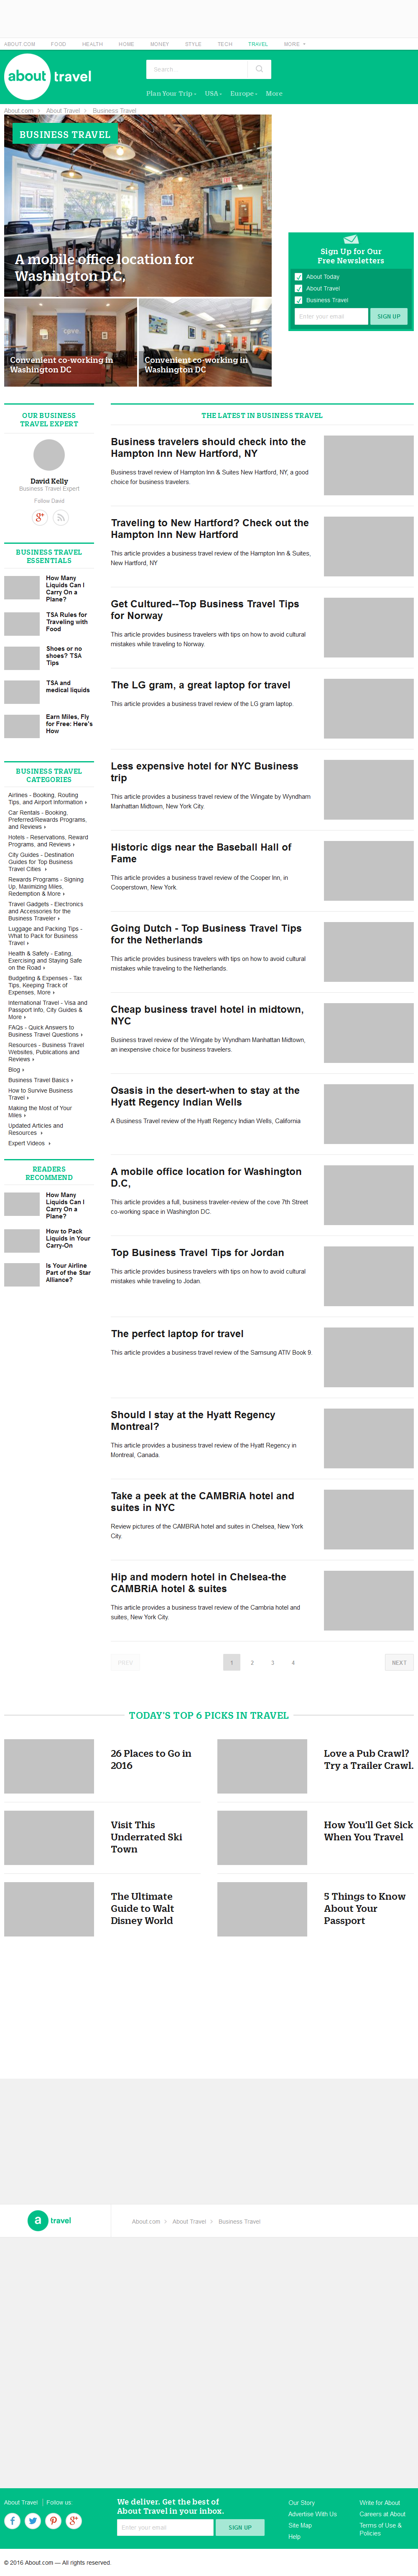 ABOUT.COM FOOD HEALTH HOME MONEY STYLE TECH TRAVEL MORE
about travel
Search...
Plan Your Trip USA Europe More
About.com › About Travel › Business Travel
BUSINESS TRAVEL
A mobile office location for
Washington D.C,
Convenient co-working in
Washington DC
Convenient co-working in
Washington DC
Sign Up for Our
Free Newsletters
About Today
About Travel
Business Travel
Enter your email SIGN UP
OUR BUSINESS
TRAVEL EXPERT
David Kelly
Business Travel Expert
Follow David
BUSINESS TRAVEL
ESSENTIALS
How Many
Liquids Can I
Carry On a
Plane?
TSA Rules for
Traveling with
Food
Shoes or no
shoes? TSA
Tips
TSA and
medical liquids
Earn Miles, Fly
for Free: Here's
How
BUSINESS TRAVEL
CATEGORIES
Airlines - Booking, Routing
Tips, and Airport Information ›
Car Rentals - Booking,
Preferred/Rewards Programs,
and Reviews ›
Hotels - Reservations, Reward
Programs, and Reviews ›
City Guides - Destination
Guides for Top Business
Travel Cities ›
Rewards Programs - Signing
Up, Maximizing Miles,
Redemption & More ›
Travel Gadgets - Electronics
and Accessories for the
Business Traveler ›
Luggage and Packing Tips -
What to Pack for Business
Travel ›
Health & Safety - Eating,
Exercising and Staying Safe
on the Road ›
Budgeting & Expenses - Tax
Tips, Keeping Track of
Expenses, More ›
International Travel - Visa and
Passport Info, City Guides &
More ›
FAQs - Quick Answers to
Business Travel Questions ›
Resources - Business Travel
Websites, Publications and
Reviews ›
Blog ›
Business Travel Basics ›
How to Survive Business
Travel ›
Making the Most of Your
Miles ›
Updated Articles and
Resources ›
Expert Videos ›
READERS
RECOMMEND
How Many
Liquids Can I
Carry On a
Plane?
How to Pack
Liquids in Your
Carry-On
Is Your Airline
Part of the Star
Alliance?
THE LATEST IN BUSINESS TRAVEL
Business travelers should check into the
Hampton Inn New Hartford, NY
Business travel review of Hampton Inn & Suites New Hartford, NY, a good
choice for business travelers.
Traveling to New Hartford? Check out the
Hampton Inn New Hartford
This article provides a business travel review of the Hampton Inn & Suites,
New Hartford, NY
Get Cultured--Top Business Travel Tips
for Norway
This article provides business travelers with tips on how to avoid cultural
mistakes while traveling to Norway.
The LG gram, a great laptop for travel
This article provides a business travel review of the LG gram laptop.
Less expensive hotel for NYC Business
trip
This article provides a business travel review of the Wingate by Wyndham
Manhattan Midtown, New York City.
Historic digs near the Baseball Hall of
Fame
This article provides a business travel review of the Cooper Inn, in
Cooperstown, New York.
Going Dutch - Top Business Travel Tips
for the Netherlands
This article provides business travelers with tips on how to avoid cultural
mistakes while traveling to the Netherlands.
Cheap business travel hotel in midtown,
NYC
Business travel review of the Wingate by Wyndham Manhattan Midtown,
an inexpensive choice for business travelers.
Osasis in the desert-when to stay at the
Hyatt Regency Indian Wells
A Business Travel review of the Hyatt Regency Indian Wells, California
A mobile office location for Washington
D.C,
This article provides a full, business traveler-review of the cove 7th Street
co-working space in Washington DC.
Top Business Travel Tips for Jordan
This article provides business travelers with tips on how to avoid cultural
mistakes while traveling to Jodan.
The perfect laptop for travel
This article provides a business travel review of the Samsung ATIV Book 9.
Should I stay at the Hyatt Regency
Montreal?
This article provides a business travel review of the Hyatt Regency in
Montreal, Canada.
Take a peek at the CAMBRiA hotel and
suites in NYC
Review pictures of the CAMBRiA hotel and suites in Chelsea, New York
City.
Hip and modern hotel in Chelsea-the
CAMBRiA hotel & suites
This article provides a business travel review of the Cambria hotel and
suites, New York City.
PREV 1 2 3 4 NEXT
TODAY'S TOP 6 PICKS IN TRAVEL
26 Places to Go in
2016
Love a Pub Crawl?
Try a Trailer Crawl.
Visit This
Underrated Ski
Town
How You'll Get Sick
When You Travel
The Ultimate
Guide to Walt
Disney World
5 Things to Know
About Your
Passport
a travel
About.com › About Travel › Business Travel
About Travel | Follow us
We deliver. Get the best of
About Travel in your inbox.
Enter your email SIGN UP
Our Story
Advertise With Us
Site Map
Help
Write for About
Careers at About
Terms of Use &
Policies
© 2016 About.com — All rights reserved.